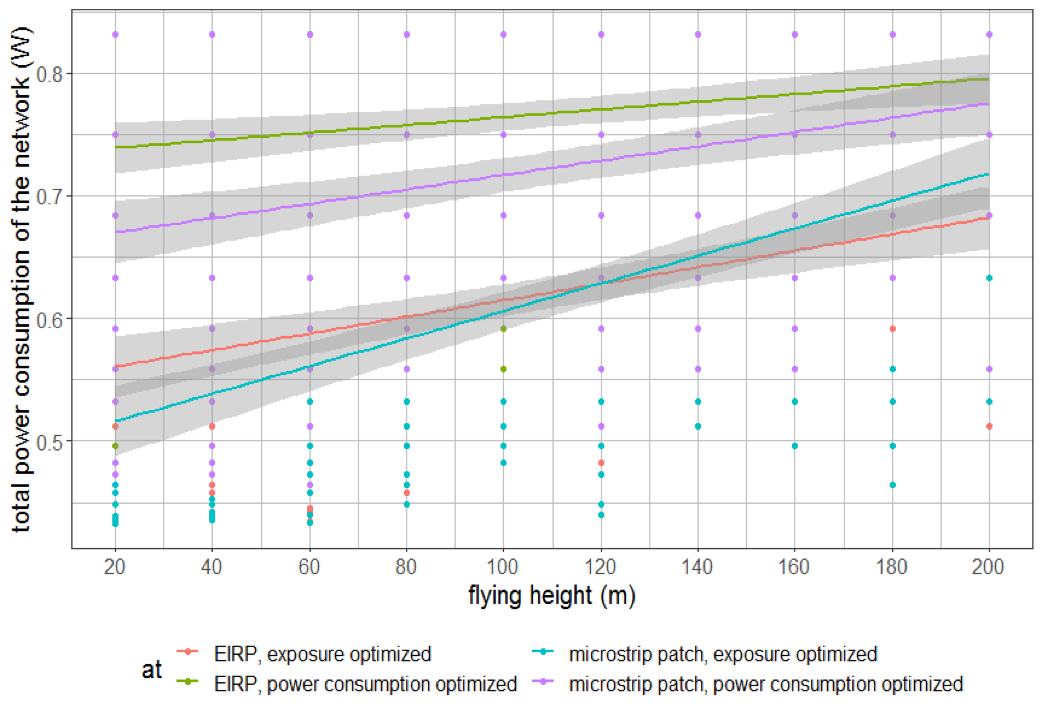 total power consumption of the network (W)
0.8
0.7
0.6
0.5
20 40 60 80 100 120 140 160 180 200
flying height (m)
at
EIRP, exposure optimized
microstrip patch, exposure optimized
EIRP, power consumption optimized
microstrip patch, power consumption optimized